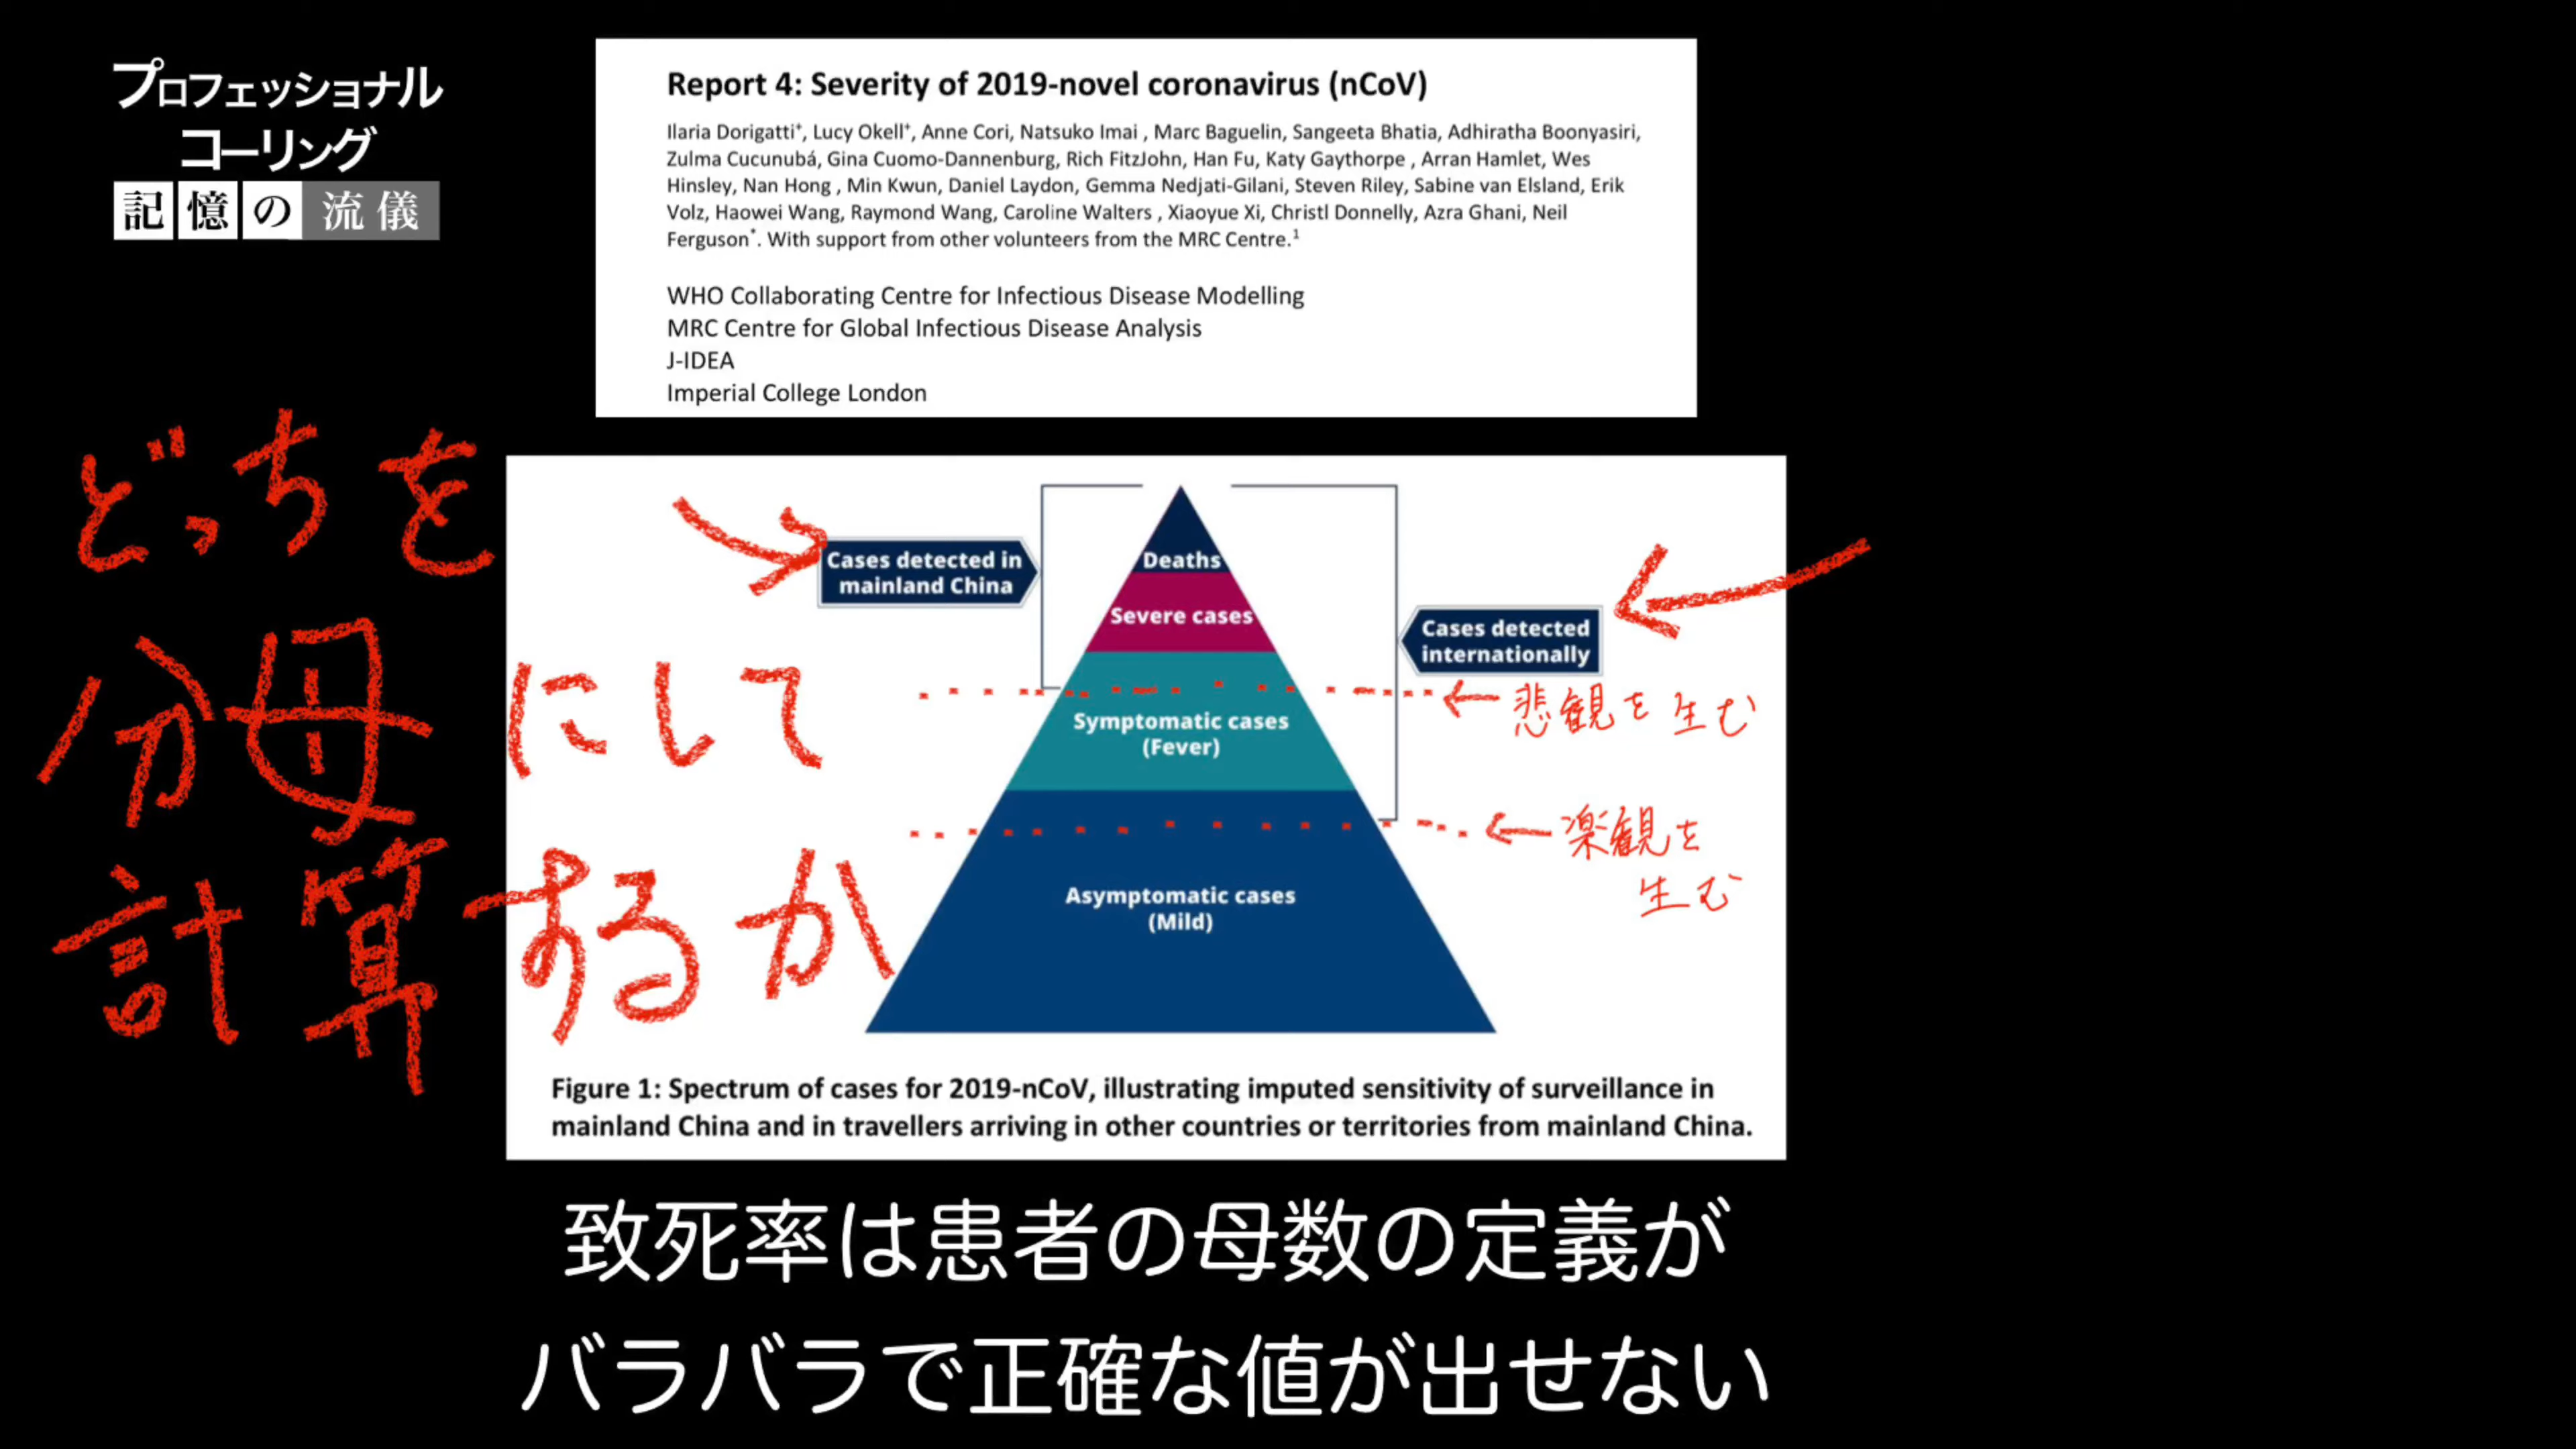 プロフェッショナル
コーリング
記憶の流儀
Report 4: Severity of 2019-novel coronavirus (nCoV)
Ilaria Dorigatti⁺, Lucy Okell⁺, Anne Cori, Natsuko Imai , Marc Baguelin, Sangeeta Bhatia, Adhiratha Boonyasiri,
Zulma Cucunubá, Gina Cuomo-Dannenburg, Rich FitzJohn, Han Fu, Katy Gaythorpe , Arran Hamlet, Wes
Hinsley, Nan Hong , Min Kwun, Daniel Laydon, Gemma Nedjati-Gilani, Steven Riley, Sabine van Elsland, Erik
Volz, Haowei Wang, Raymond Wang, Caroline Walters , Xiaoyue Xi, Christl Donnelly, Azra Ghani, Neil
Ferguson*. With support from other volunteers from the MRC Centre.¹
WHO Collaborating Centre for Infectious Disease Modelling
MRC Centre for Global Infectious Disease Analysis
J-IDEA
Imperial College London
どっちを
分母にして
計算するか
Cases detected in
mainland China
Deaths
Severe cases
Cases detected
internationally
悲観を生む
Symptomatic cases
(Fever)
楽観を
生む
Asymptomatic cases
(Mild)
Figure 1: Spectrum of cases for 2019-nCoV, illustrating imputed sensitivity of surveillance in
mainland China and in travellers arriving in other countries or territories from mainland China.
致死率は患者の母数の定義が
バラバラで正確な値が出せない